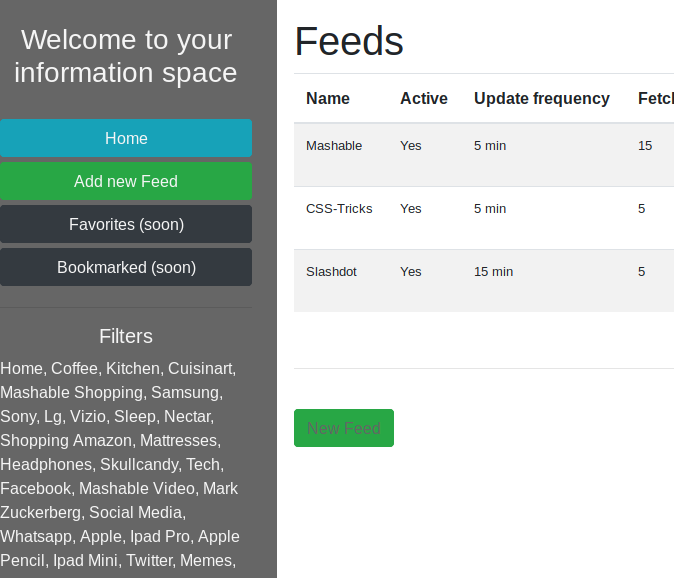 Welcome to your
information space
Home
Add new Feed
Favorites (soon)
Bookmarked (soon)
Filters
Home, Coffee, Kitchen, Cuisinart,
Mashable Shopping, Samsung,
Sony, Lg, Vizio, Sleep, Nectar,
Shopping Amazon, Mattresses,
Headphones, Skullcandy, Tech,
Facebook, Mashable Video, Mark
Zuckerberg, Social Media,
Whatsapp, Apple, Ipad Pro, Apple
Pencil, Ipad Mini, Twitter, Memes,
Feeds
Name Active Update frequency
Mashable Yes 5 min 15
CSS-Tricks Yes 5 min 5
Slashdot Yes 15 min 5
New Feed